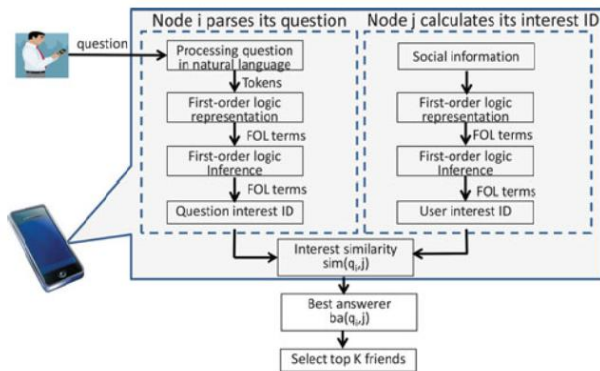 Node i parses its question
Node j calculates its interest ID
question
Processing question
in natural language
Tokens
First-order logic
representation
FOL terms
First-order logic
Inference
FOL terms
Question interest ID
Social information
First-order logic
representation
FOL terms
First-order logic
Inference
FOL terms
User interest ID
Interest similarity
sim(qᵢ,j)
Best answerer
ba(qᵢ,j)
Select top K friends